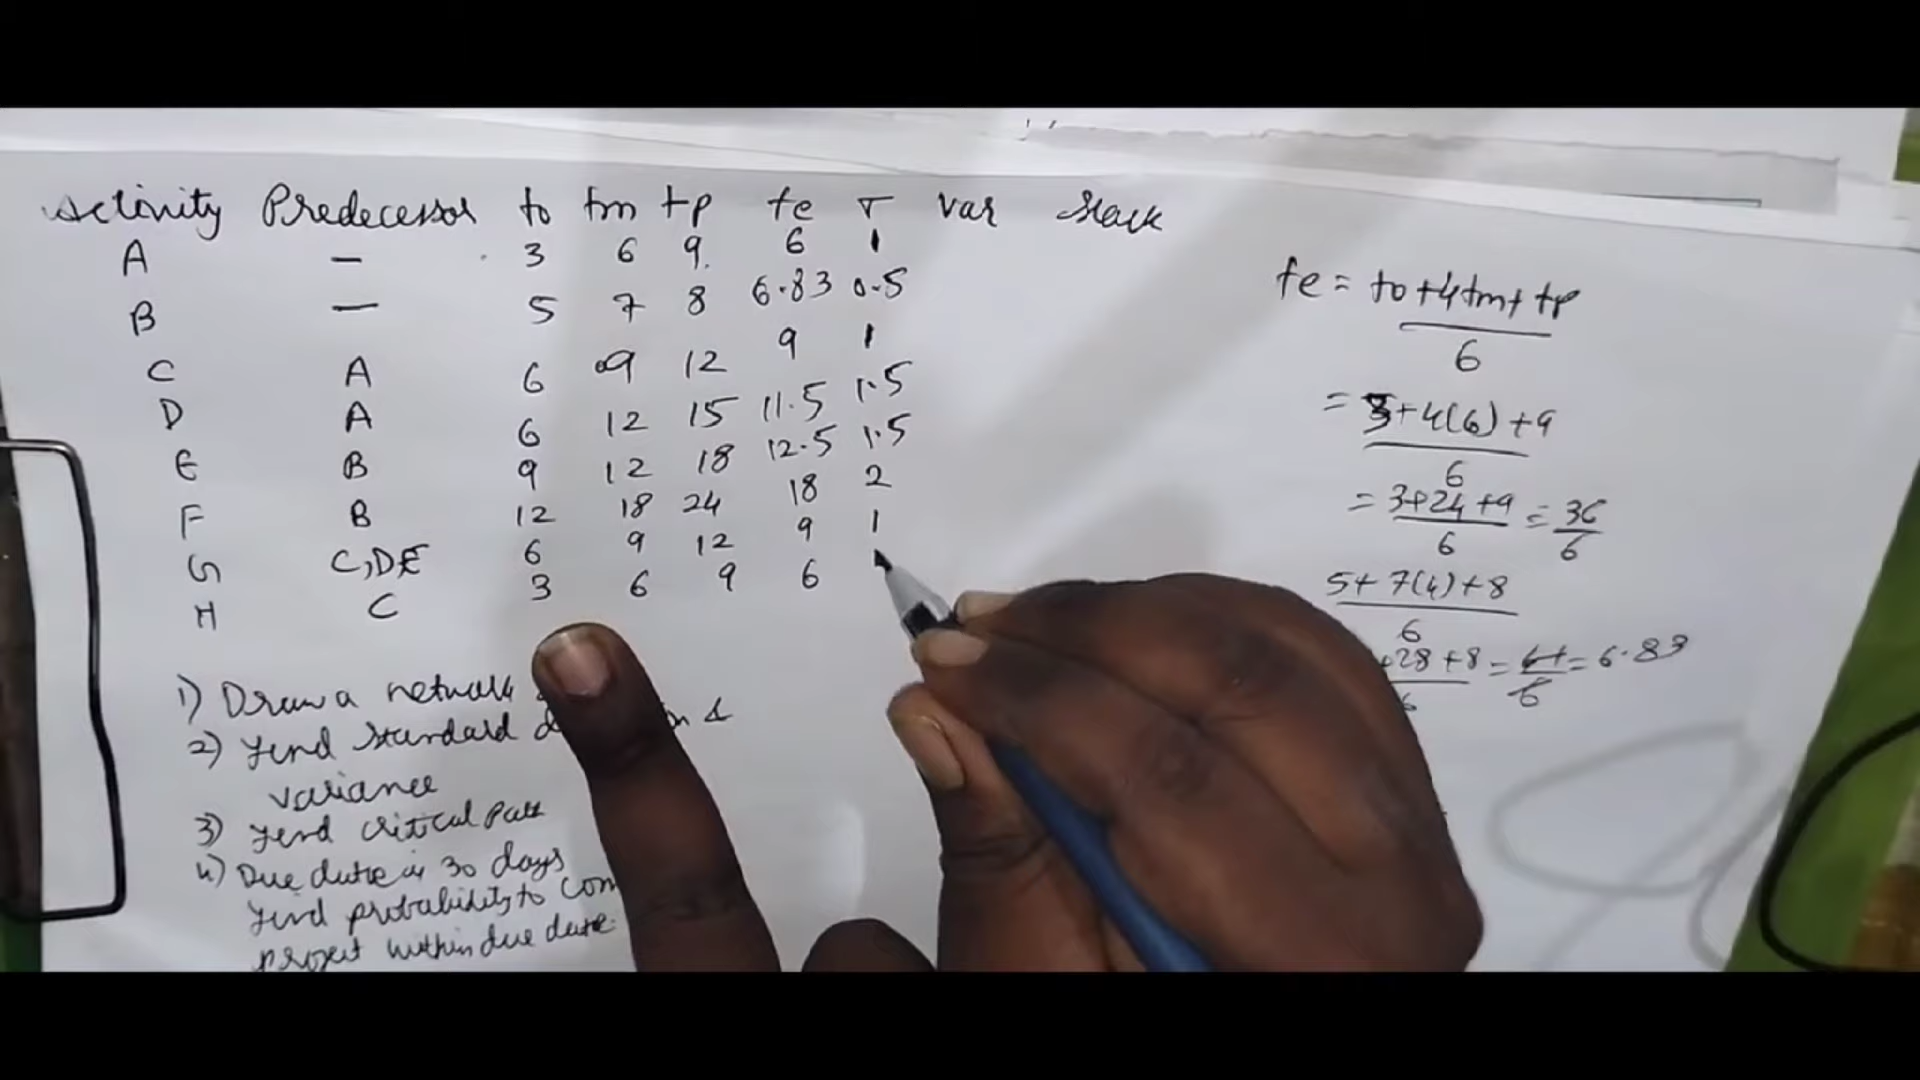 Activity Predecessor to tm tp te σ Var Slack
A — 3 6 9 6 1
B — 5 7 8 6.83 0.5
C A 6 9 12 9 1
D A 6 12 15 11.5 1.5
E B 9 12 18 12.5 1.5
F B 12 18 24 18 2
G C,D,E 6 9 12 9 1
H C 3 6 9 6
1) Draw a network
2) Find standard
variance
3) Find critical path
4) Due date is 30 days
Find probability to com
project within due date.
te = to+4tm+tp
6
= 3+4(6)+9
6
= 3+24+9 = 36
6 6
5+ 7(4)+8
6
+28+8 = 41 = 6.83
6 6